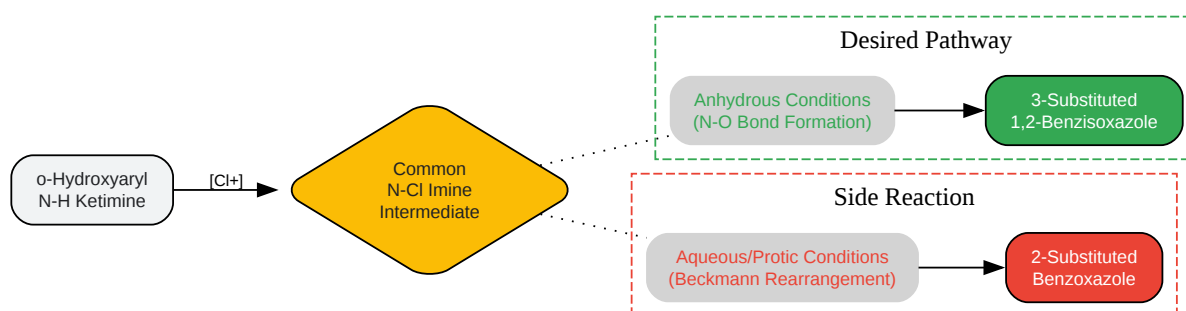 Desired Pathway
Anhydrous Conditions
(N-O Bond Formation)
3-Substituted
1,2-Benzisoxazole
o-Hydroxyaryl
N-H Ketimine
[Cl+]
Common
N-Cl Imine
Intermediate
Side Reaction
Aqueous/Protic Conditions
(Beckmann Rearrangement)
2-Substituted
Benzoxazole